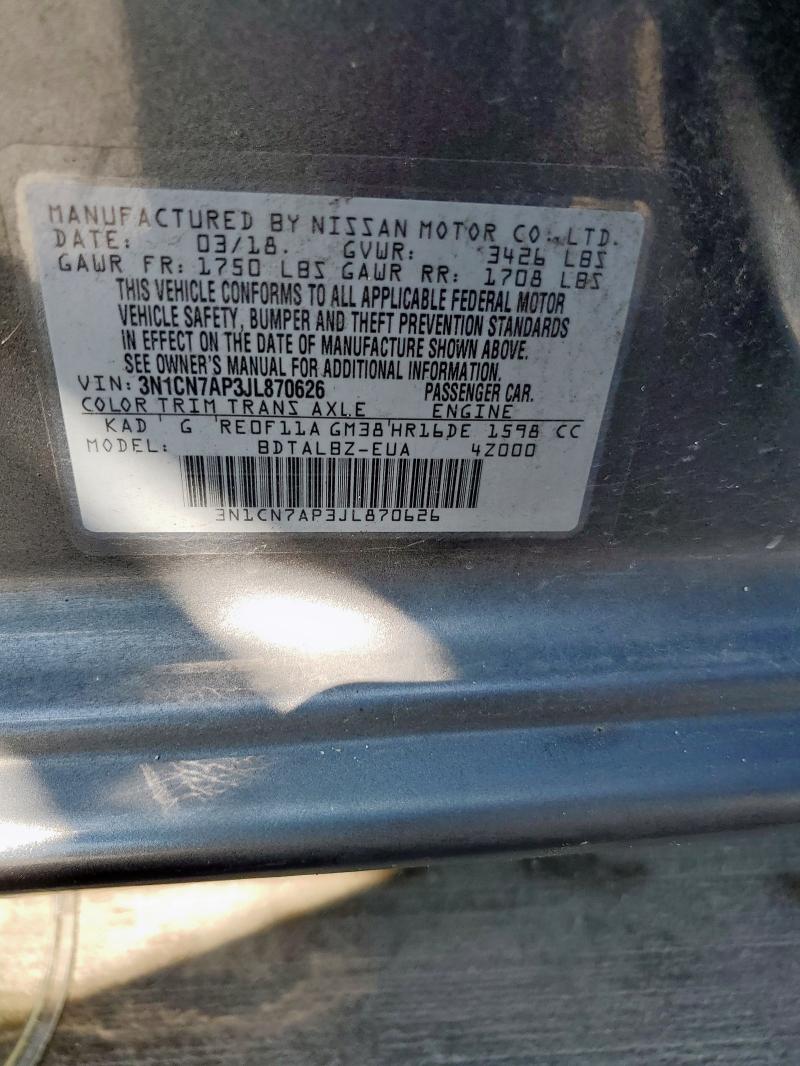 MANUFACTURED BY NISSAN MOTOR CO., LTD.
DATE: 03/18. GVWR: 3426 LBS
GAWR FR: 1750 LBS GAWR RR: 1708 LBS
THIS VEHICLE CONFORMS TO ALL APPLICABLE FEDERAL MOTOR
VEHICLE SAFETY, BUMPER AND THEFT PREVENTION STANDARDS
IN EFFECT ON THE DATE OF MANUFACTURE SHOWN ABOVE.
SEE OWNER'S MANUAL FOR ADDITIONAL INFORMATION.
VIN: 3N1CN7AP3JL870626 PASSENGER CAR.
COLOR TRIM TRANS AXLE ENGINE
KAD G RE0F11A GM38 HR16DE 1598 CC
MODEL: BDTALBZ-EUA 4Z000
3N1CN7AP3JL870626